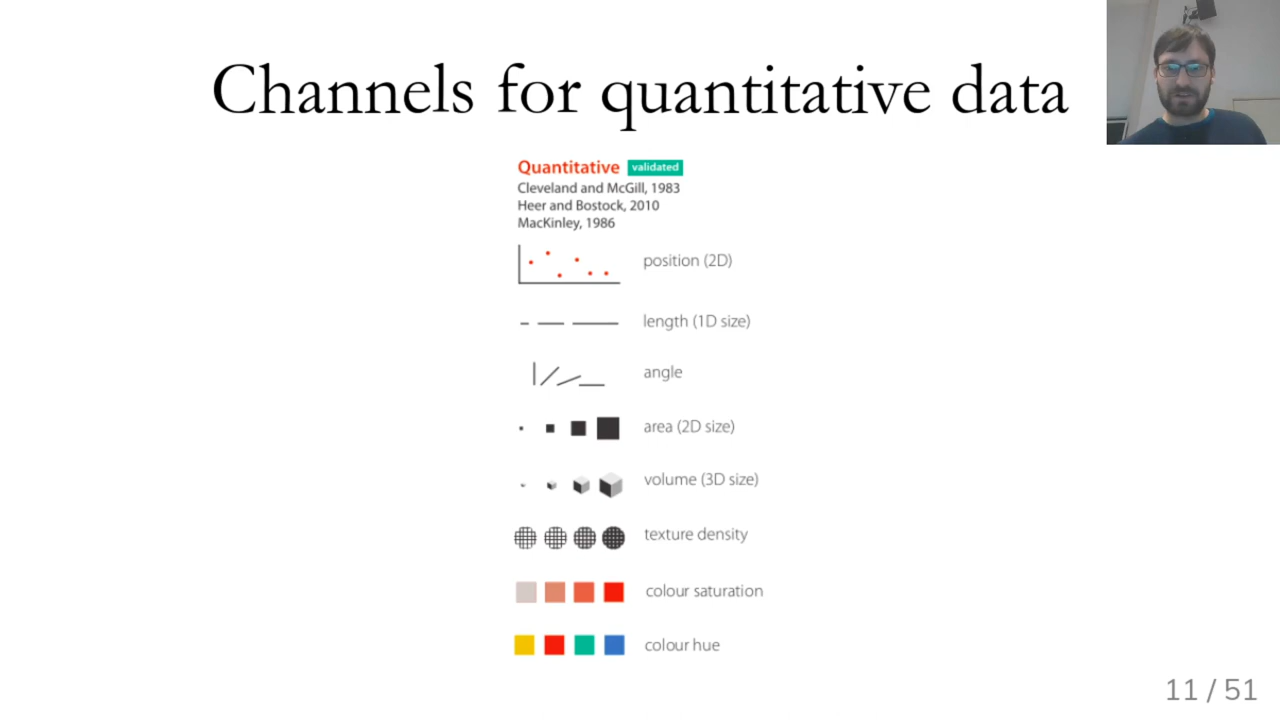 Channels for quantitative data
Quantitative validated
Cleveland and McGill, 1983
Heer and Bostock, 2010
MacKinley, 1986
position (2D)
length (1D size)
angle
area (2D size)
volume (3D size)
texture density
colour saturation
colour hue
11 / 51